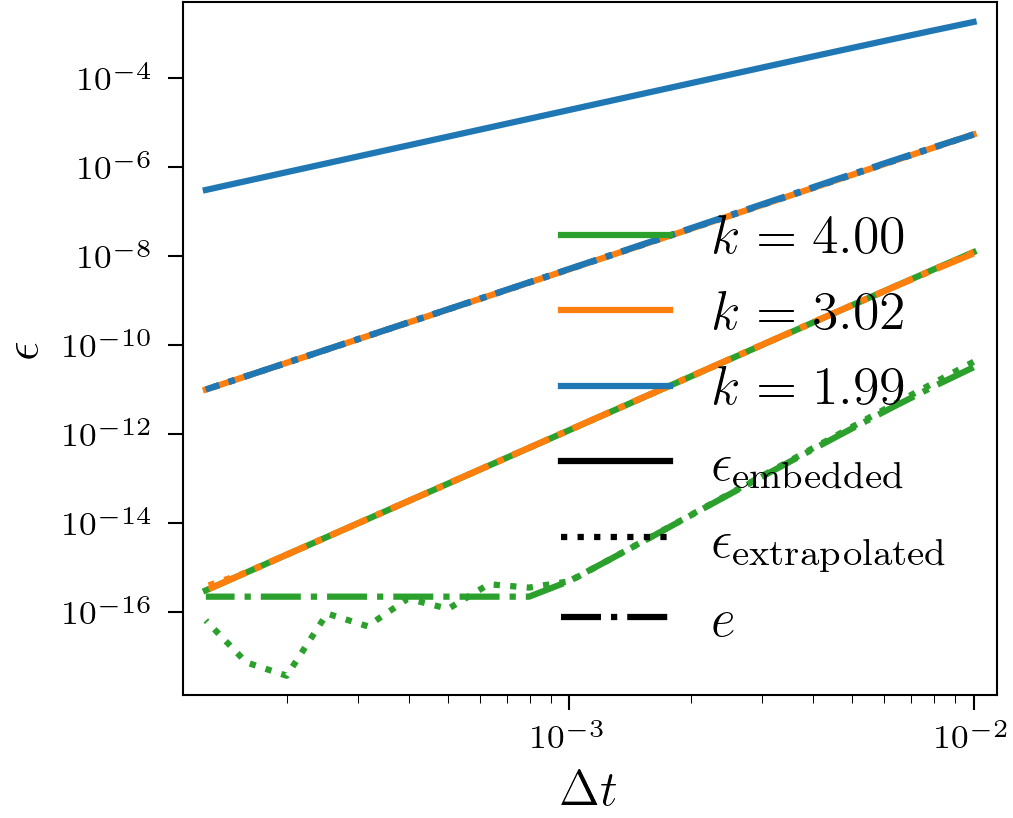 10⁻⁴
10⁻⁶
10⁻⁸
10⁻¹⁰
10⁻¹²
10⁻¹⁴
10⁻¹⁶
ϵ
k = 4.00
k = 3.02
k = 1.99
ϵ_embedded
ϵ_extrapolated
e
10⁻³
10⁻²
Δt